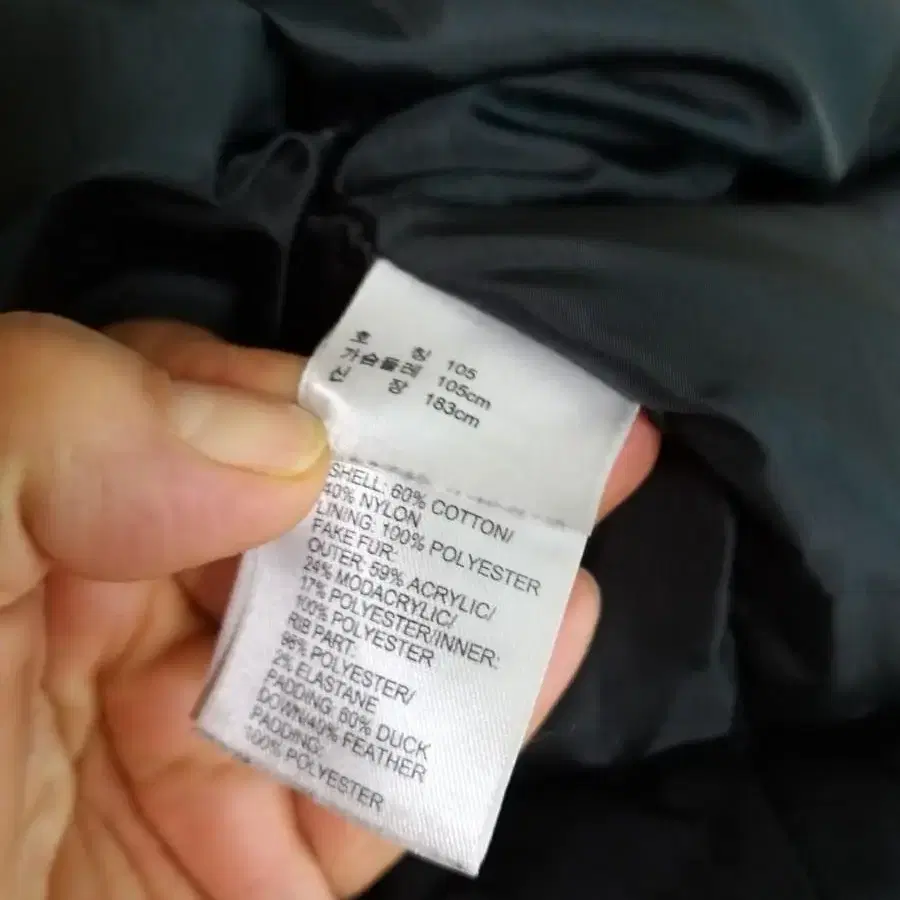 호 칭 105
가슴둘레 105cm
신 장 183cm
SHELL: 60% COTTON/
40% NYLON
LINING: 100% POLYESTER
FAKE FUR:
OUTER: 59% ACRYLIC/
24% MODACRYLIC/
17% POLYESTER/INNER:
100% POLYESTER
RIB PART:
98% POLYESTER/
2% ELASTANE
PADDING: 60% DUCK
DOWN/40% FEATHER
PADDING:
100% POLYESTER